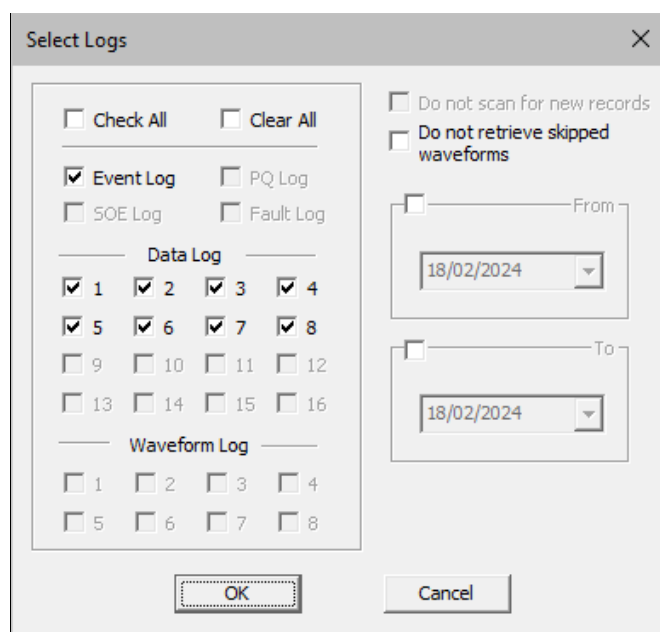 Select Logs
Check All Clear All
Event Log PQ Log
SOE Log Fault Log
Data Log
1 2 3 4
5 6 7 8
9 10 11 12
13 14 15 16
Waveform Log
1 2 3 4
5 6 7 8
Do not scan for new records
Do not retrieve skipped
waveforms
From
18/02/2024
To
18/02/2024
OK Cancel